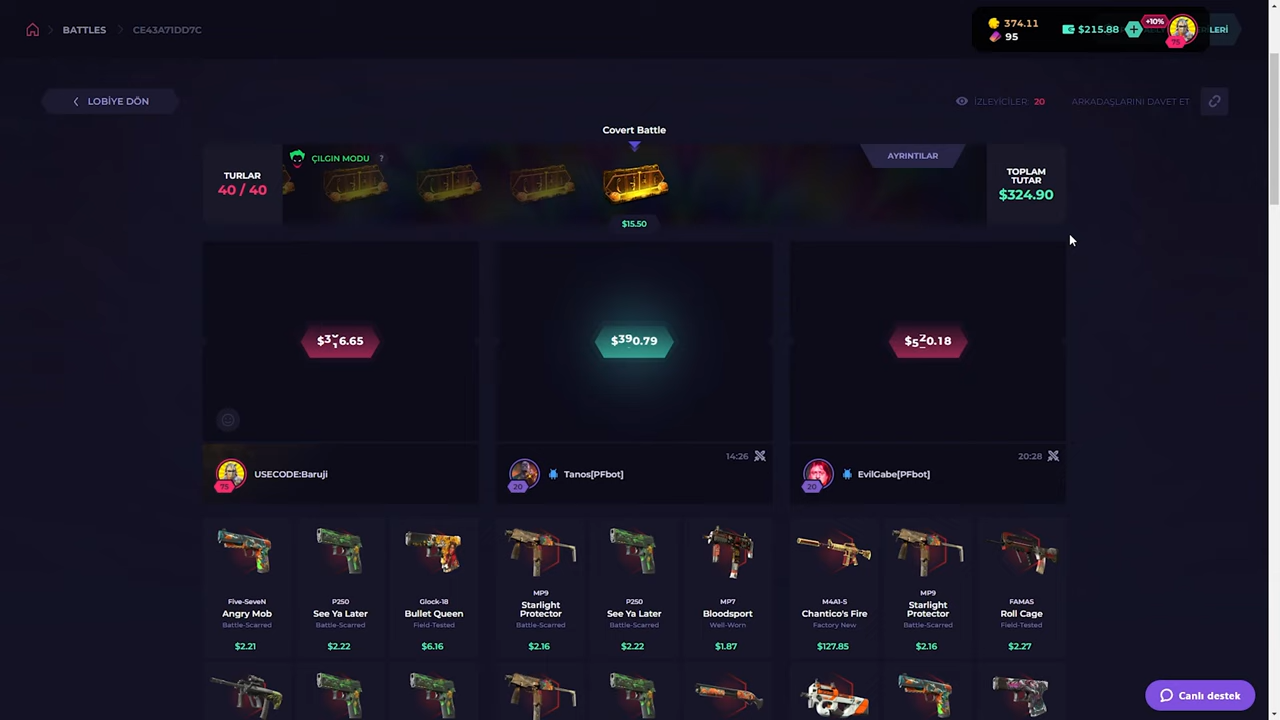 BATTLES
CE43A71DD7C
374.11
95
$215.88
+10%
75
LERİ
LOBİYE DÖN
İZLEYİCİLER: 20
ARKADAŞLARINI DAVET ET
Covert Battle
TURLAR
40 / 40
ÇILGIN MODU ?
AYRINTILAR
TOPLAM
TUTAR
$324.90
$15.50
USECODE:Baruji
75
14:26
Tanos[PFbot]
20
20:28
EvilGabe[PFbot]
20
Five-SeveN
Angry Mob
Battle-Scarred
$2.21
P250
See Ya Later
Battle-Scarred
$2.22
Glock-18
Bullet Queen
Field-Tested
$6.16
MP9
Starlight
Protector
Battle-Scarred
$2.16
P250
See Ya Later
Battle-Scarred
$2.22
MP7
Bloodsport
Well-Worn
$1.87
M4A1-S
Chantico's Fire
Factory New
$127.85
MP9
Starlight
Protector
Battle-Scarred
$2.16
FAMAS
Roll Cage
Field-Tested
$2.27
Canlı destek